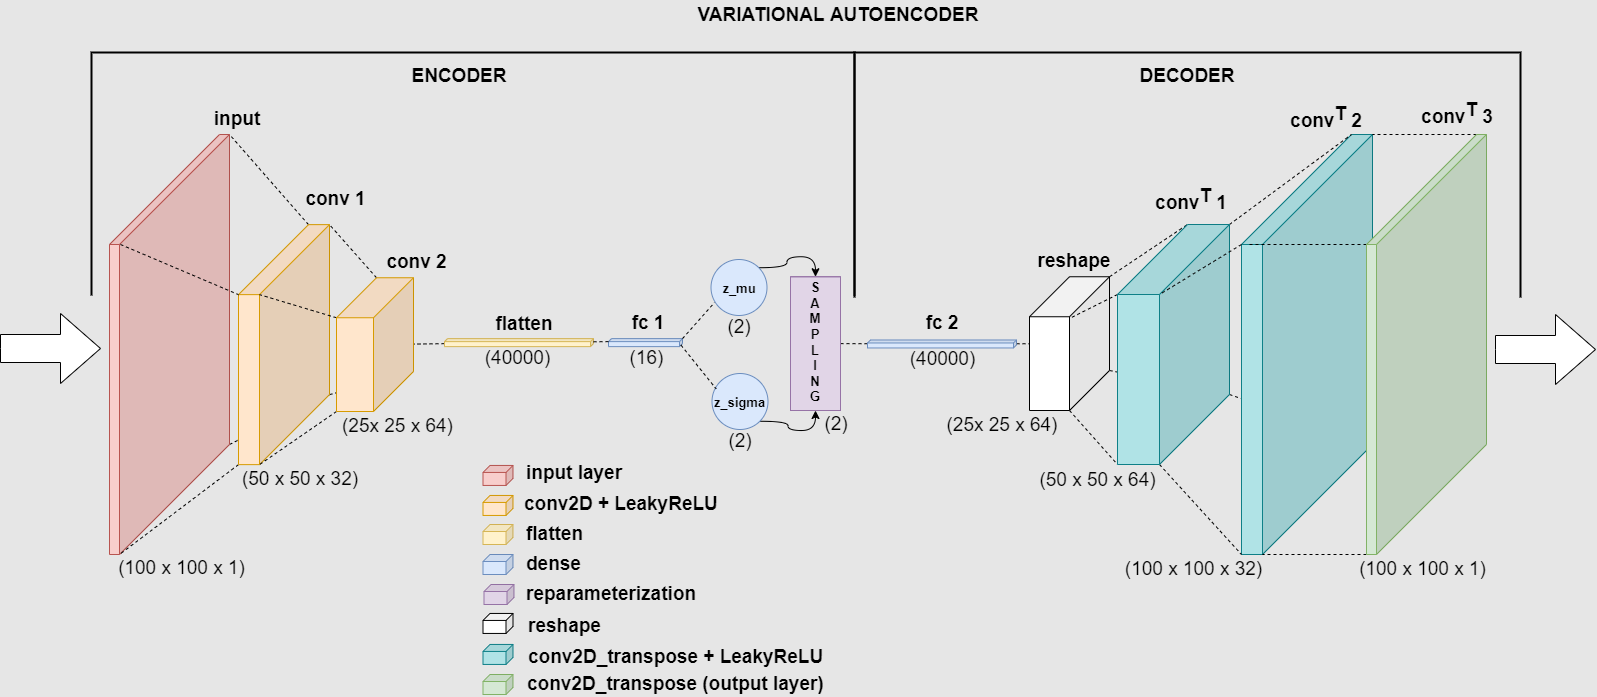 VARIATIONAL AUTOENCODER
ENCODER
DECODER
input
conv 1
conv 2
flatten
fc 1
z_mu
z_sigma
SAMPLING
fc 2
reshape
conv T 1
conv T 2
conv T 3
(100 x 100 x 1)
(50 x 50 x 32)
(25x 25 x 64)
(40000)
(16)
(2)
(2)
(2)
(40000)
(25x 25 x 64)
(50 x 50 x 64)
(100 x 100 x 32)
(100 x 100 x 1)
input layer
conv2D + LeakyReLU
flatten
dense
reparameterization
reshape
conv2D_transpose + LeakyReLU
conv2D_transpose (output layer)